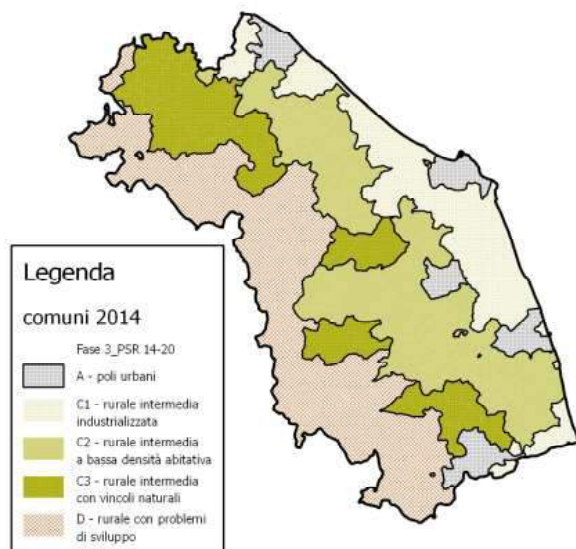 Legenda
comuni 2014
Fase 3_PSR 14-20
A - poli urbani
C1 - rurale intermedia
industrializzata
C2 - rurale intermedia
a bassa densità abitativa
C3 - rurale intermedia
con vincoli naturali
D - rurale con problemi
di sviluppo